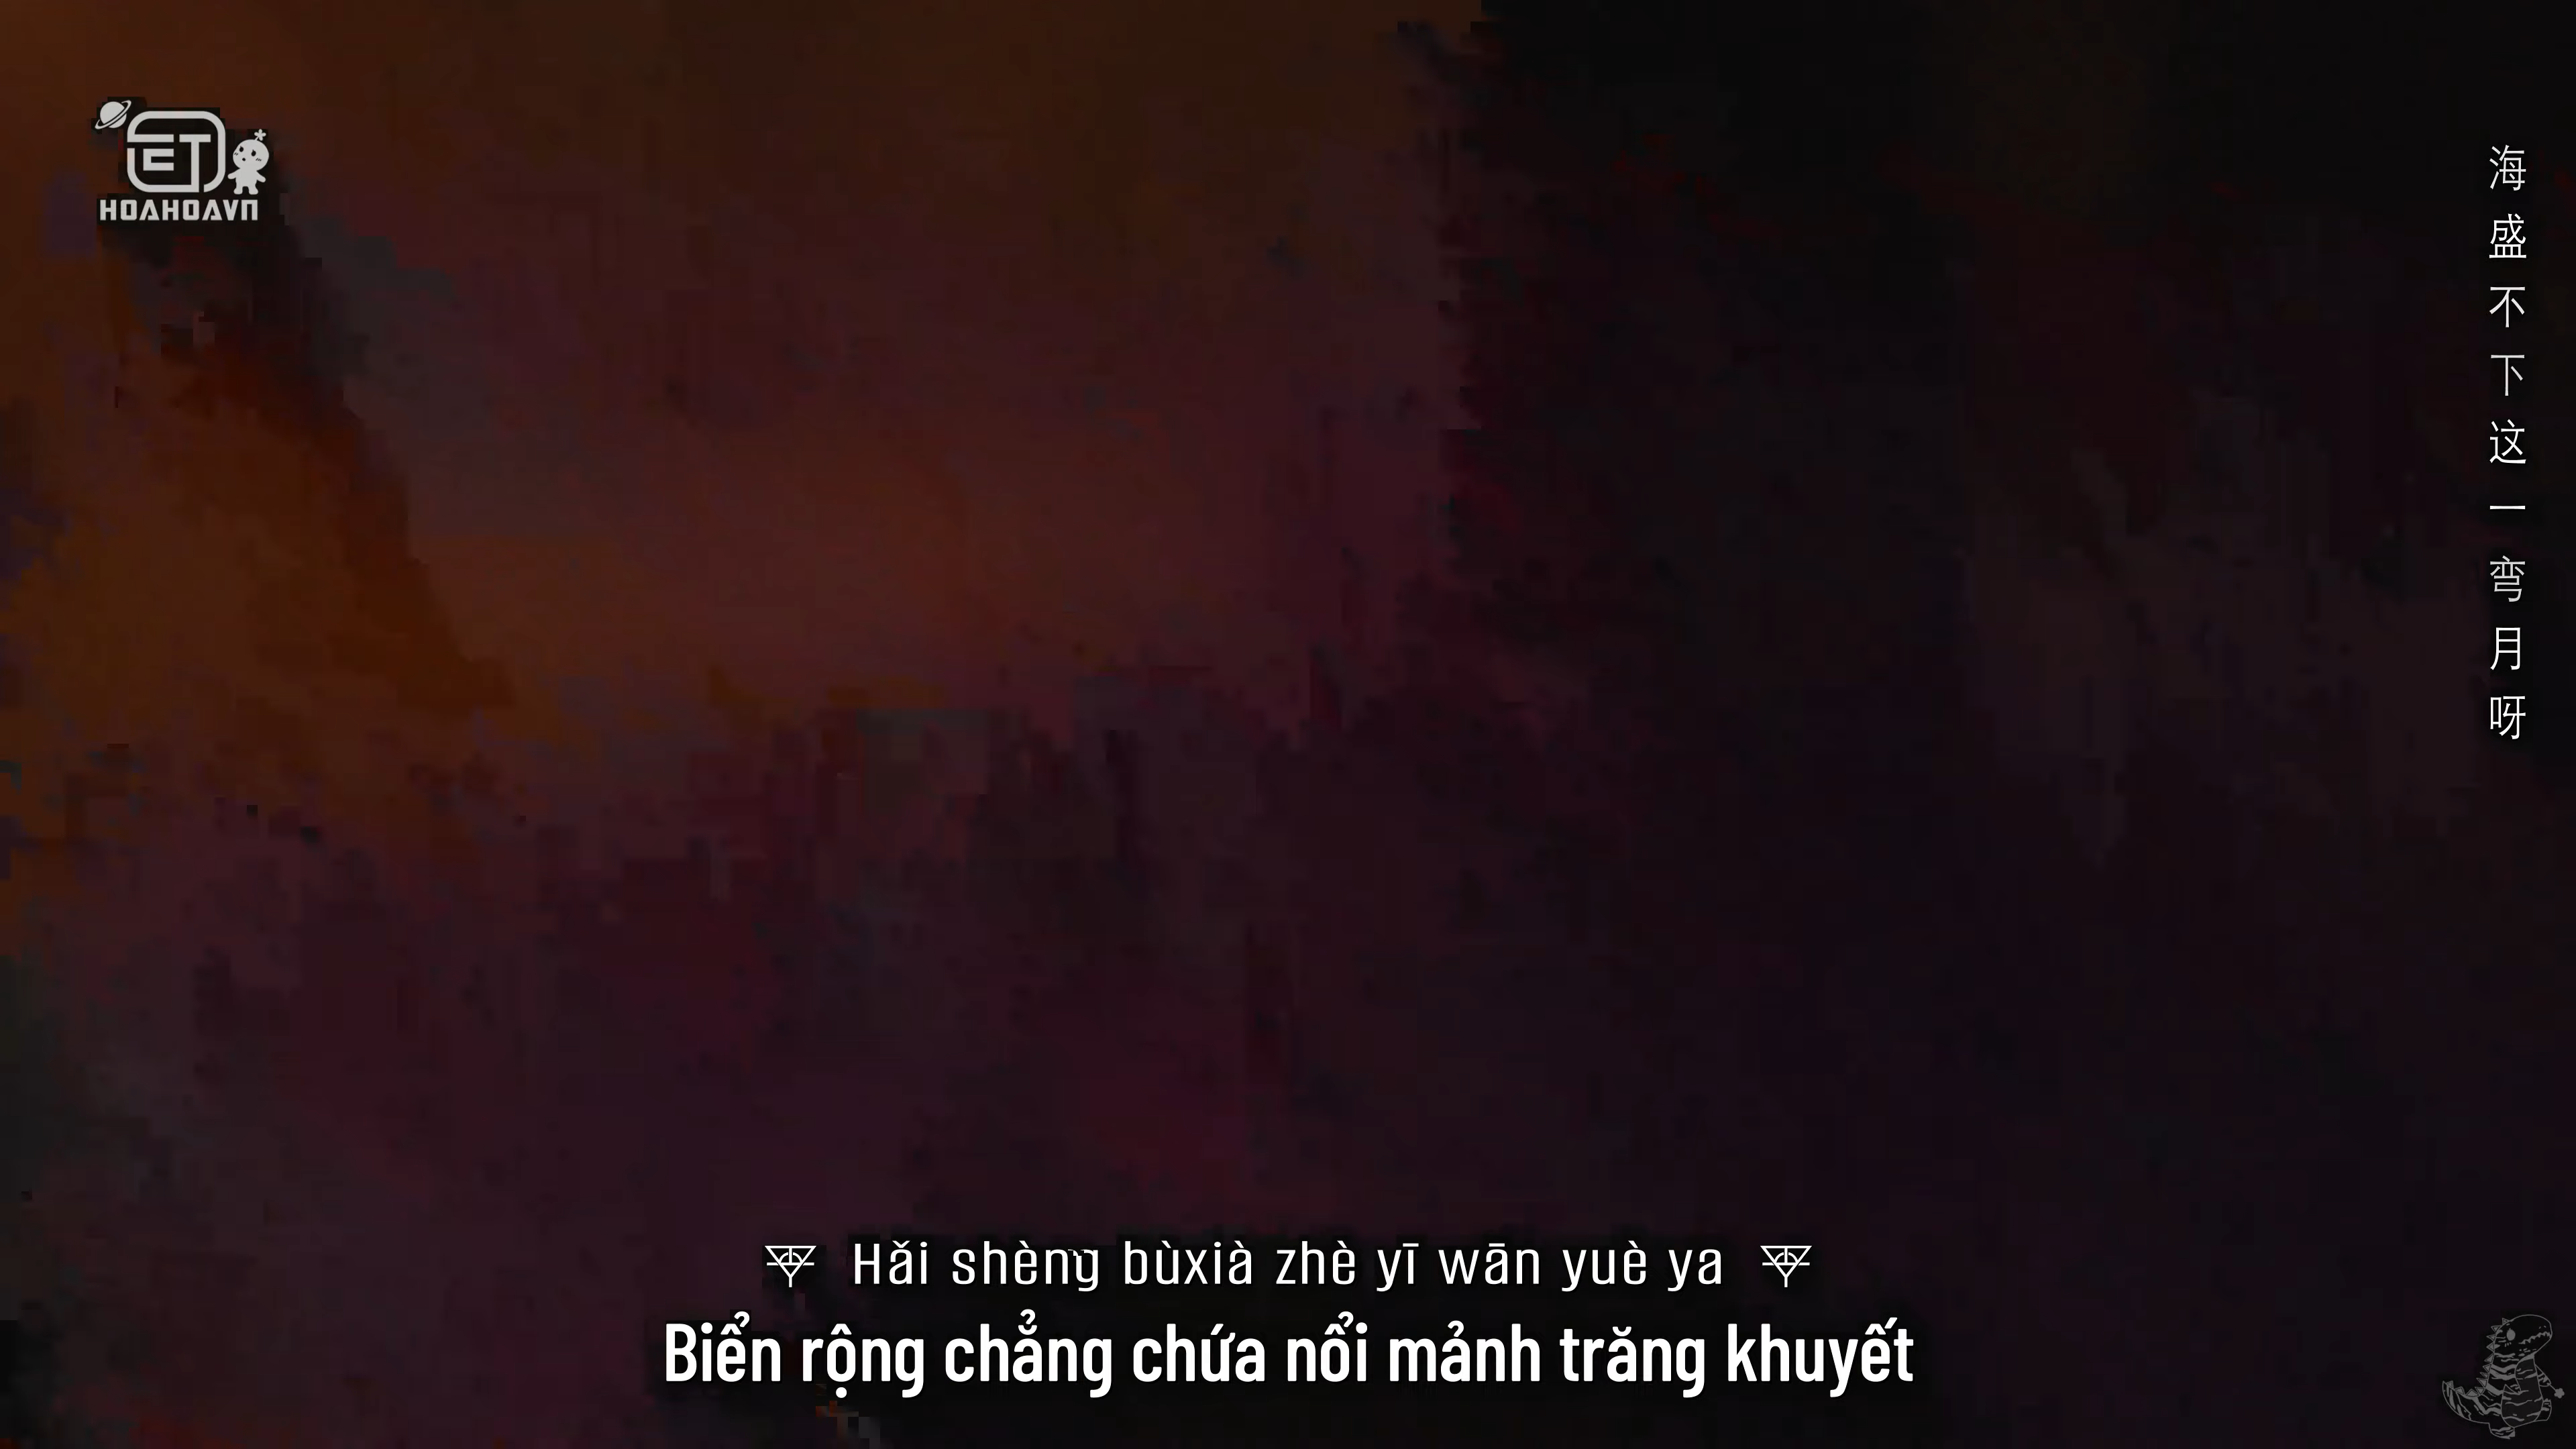 ET
HOAHOAVN
海盛不下这一弯月呀
Hǎi shèng bùxià zhè yī wān yuè ya
Biển rộng chẳng chứa nổi mảnh trăng khuyết